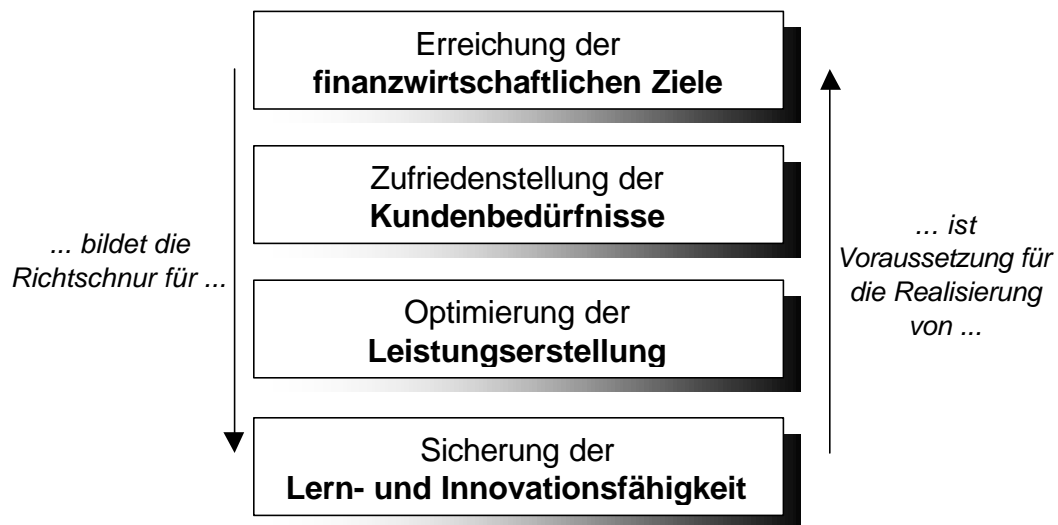 Erreichung der
finanzwirtschaftlichen Ziele
Zufriedenstellung der
Kundenbedürfnisse
... bildet die
Richtschnur für ...
... ist
Voraussetzung für
die Realisierung
von ...
Optimierung der
Leistungserstellung
Sicherung der
Lern- und Innovationsfähigkeit